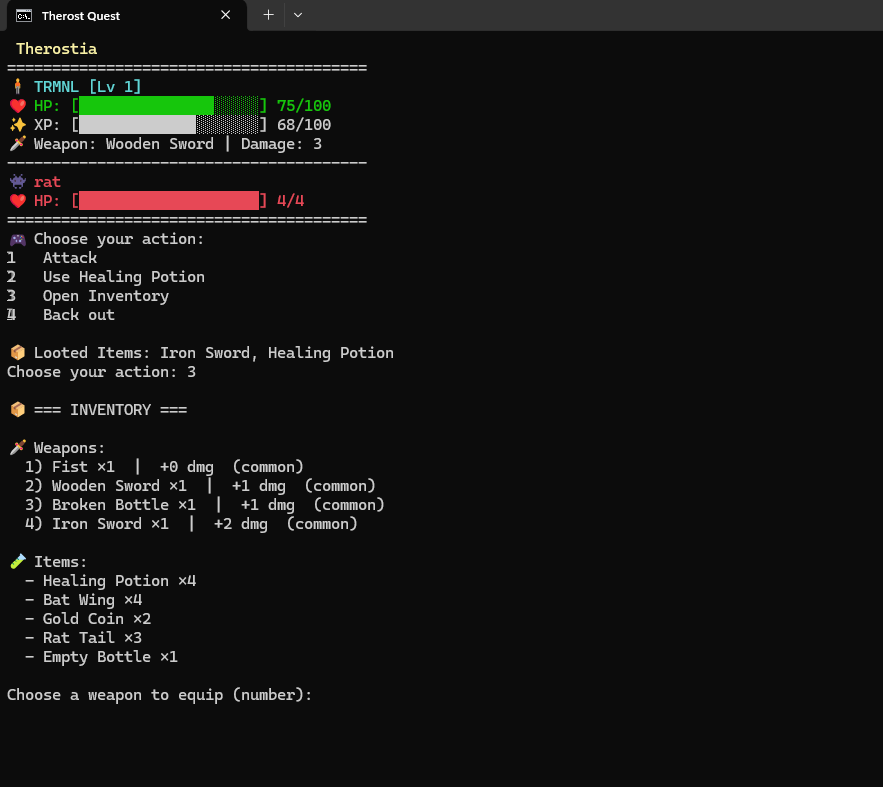 Therost Quest
Therostia
========================================
TRMNL [Lv 1]
HP: [███████████████░░░░░] 75/100
XP: [█████████████░░░░░░░] 68/100
Weapon: Wooden Sword | Damage: 3
----------------------------------------
rat
HP: [████████████████████] 4/4
========================================
Choose your action:
1 Attack
2 Use Healing Potion
3 Open Inventory
4 Back out
Looted Items: Iron Sword, Healing Potion
Choose your action: 3
=== INVENTORY ===
Weapons:
1) Fist ×1 | +0 dmg (common)
2) Wooden Sword ×1 | +1 dmg (common)
3) Broken Bottle ×1 | +1 dmg (common)
4) Iron Sword ×1 | +2 dmg (common)
Items:
- Healing Potion ×4
- Bat Wing ×4
- Gold Coin ×2
- Rat Tail ×3
- Empty Bottle ×1
Choose a weapon to equip (number):